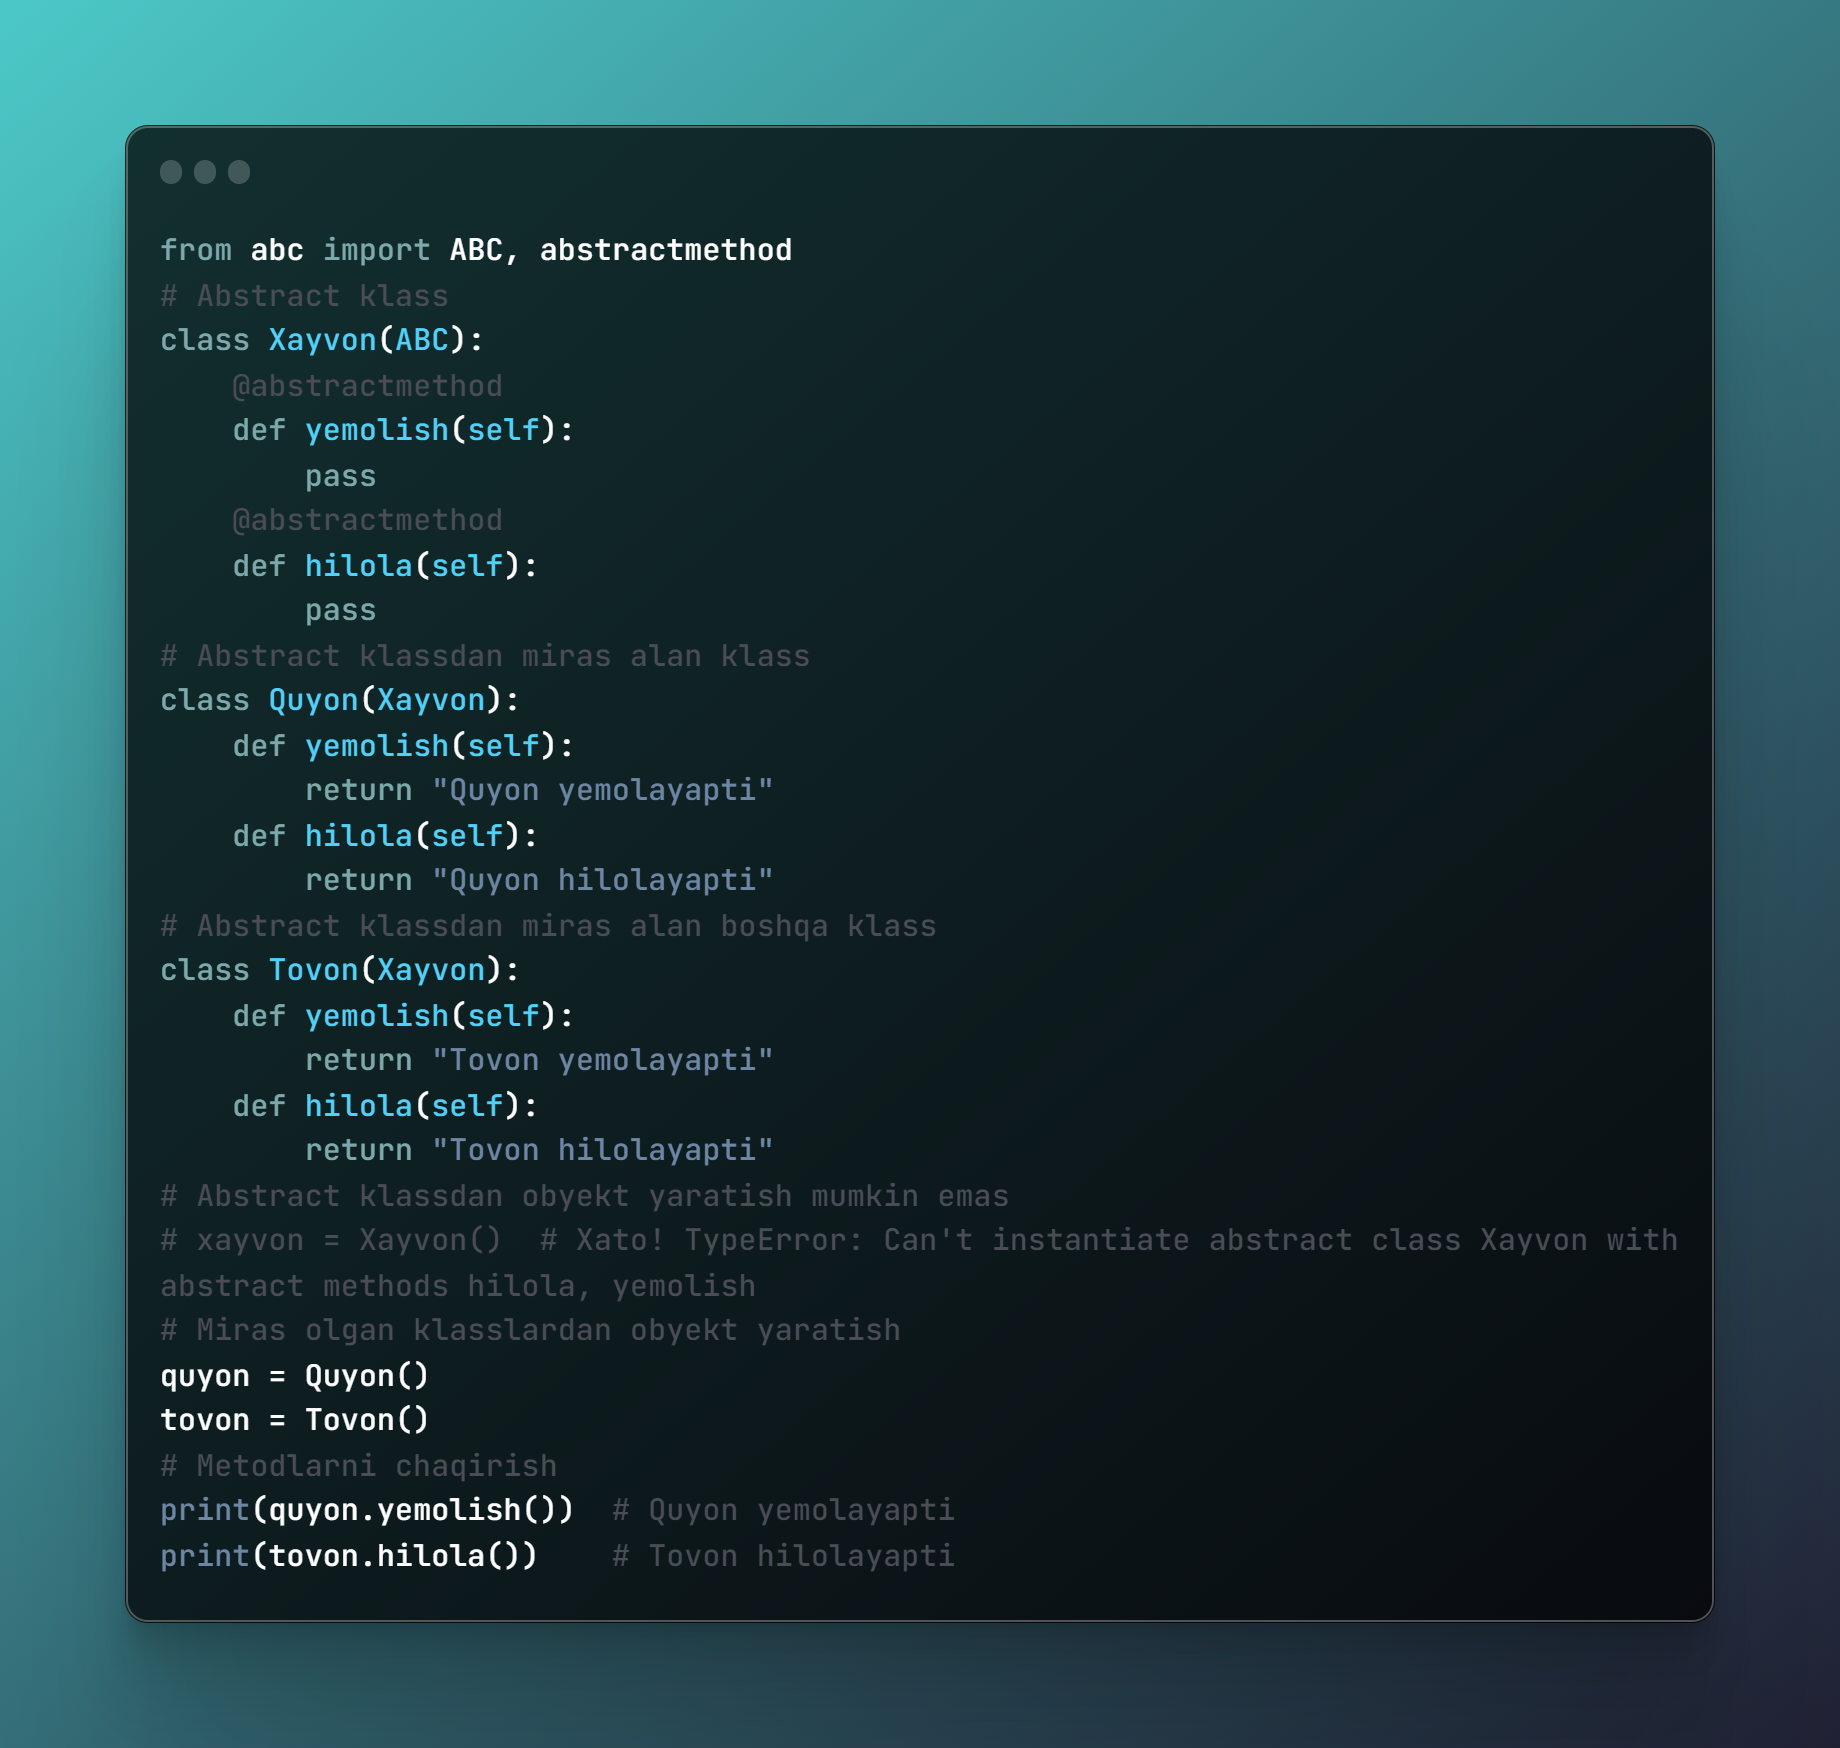 from abc import ABC, abstractmethod
# Abstract klass
class Xayvon(ABC):
    @abstractmethod
    def yemolish(self):
        pass
    @abstractmethod
    def hilola(self):
        pass
# Abstract klassdan miras alan klass
class Quyon(Xayvon):
    def yemolish(self):
        return "Quyon yemolayapti"
    def hilola(self):
        return "Quyon hilolayapti"
# Abstract klassdan miras alan boshqa klass
class Tovon(Xayvon):
    def yemolish(self):
        return "Tovon yemolayapti"
    def hilola(self):
        return "Tovon hilolayapti"
# Abstract klassdan obyekt yaratish mumkin emas
# xayvon = Xayvon()  # Xato! TypeError: Can't instantiate abstract class Xayvon with
abstract methods hilola, yemolish
# Miras olgan klasslardan obyekt yaratish
quyon = Quyon()
tovon = Tovon()
# Metodlarni chaqirish
print(quyon.yemolish())  # Quyon yemolayapti
print(tovon.hilola())    # Tovon hilolayapti